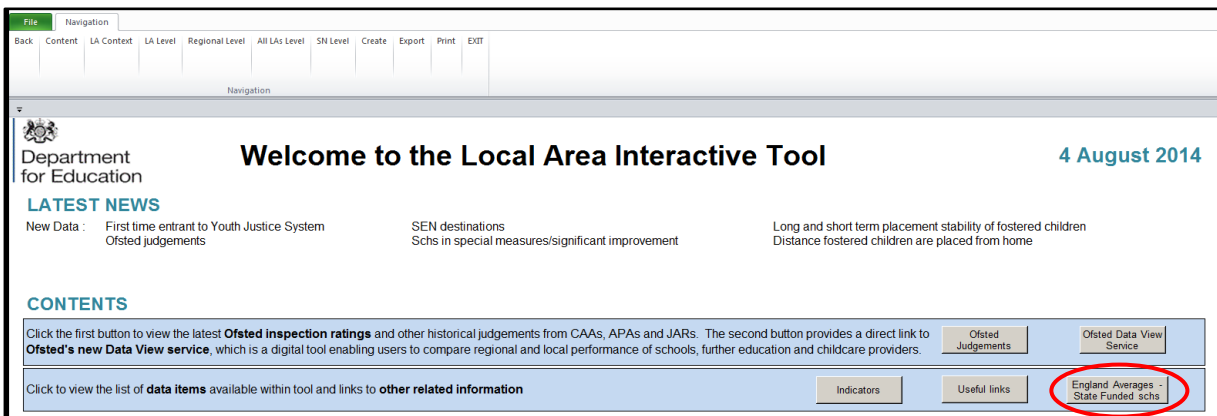 File Navigation
Back Content LA Context LA Level Regional Level All LAs Level SN Level Create Export Print EXIT
Navigation
Department
for Education
Welcome to the Local Area Interactive Tool
4 August 2014
LATEST NEWS
New Data : First time entrant to Youth Justice System SEN destinations Long and short term placement stability of fostered children
Ofsted judgements Schs in special measures/significant improvement Distance fostered children are placed from home
CONTENTS
Click the first button to view the latest Ofsted inspection ratings and other historical judgements from CAAs, APAs and JARs. The second button provides a direct link to
Ofsted's new Data View service, which is a digital tool enabling users to compare regional and local performance of schools, further education and childcare providers.
Ofsted
Judgements
Ofsted Data View
Service
Click to view the list of data items available within tool and links to other related information
Indicators
Useful links
England Averages -
State Funded schs